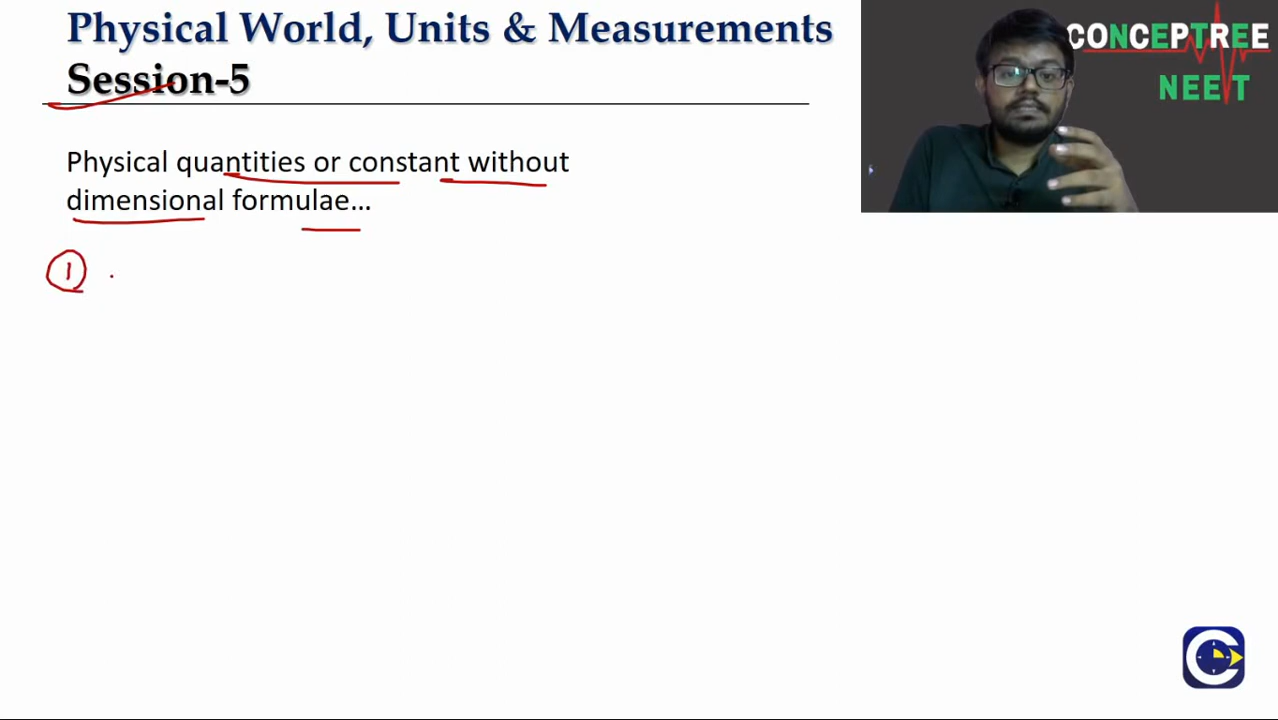 Physical World, Units & Measurements
Session-5
CONCEPTREE
NEET
Physical quantities or constant without
dimensional formulae...
1